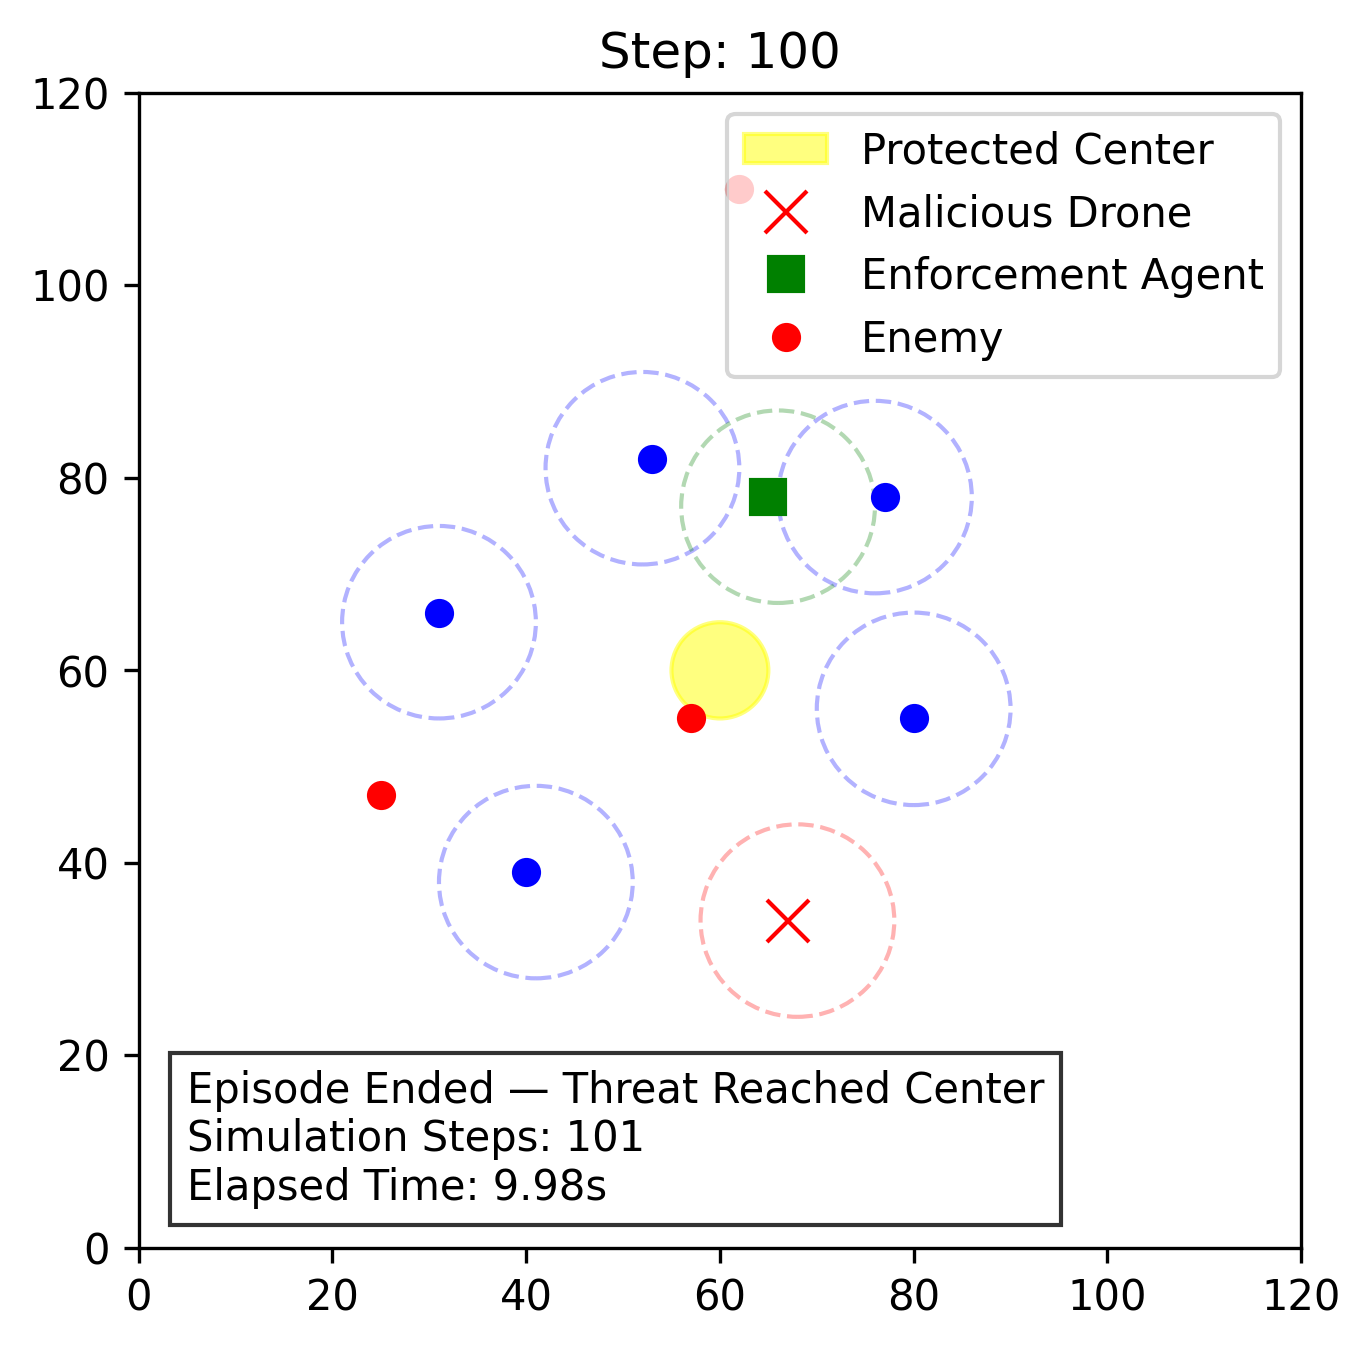 Step: 100
120
100
80
60
40
20
0
Protected Center
Malicious Drone
Enforcement Agent
Enemy
Episode Ended — Threat Reached Center
Simulation Steps: 101
Elapsed Time: 9.98s
0 20 40 60 80 100 120